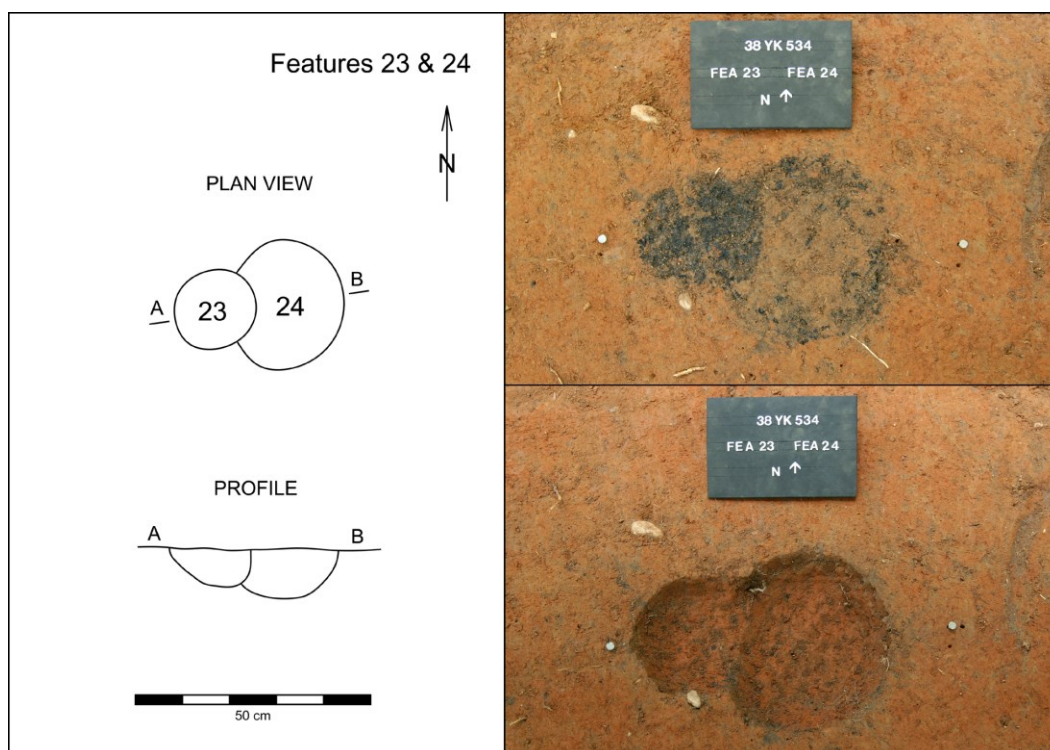 Features 23 & 24
N
PLAN VIEW
A
23
24
B
PROFILE
A
B
50 cm
38 YK 534
FEA 23 FEA 24
N ↑
38 YK 534
FEA 23 FEA 24
N ↑